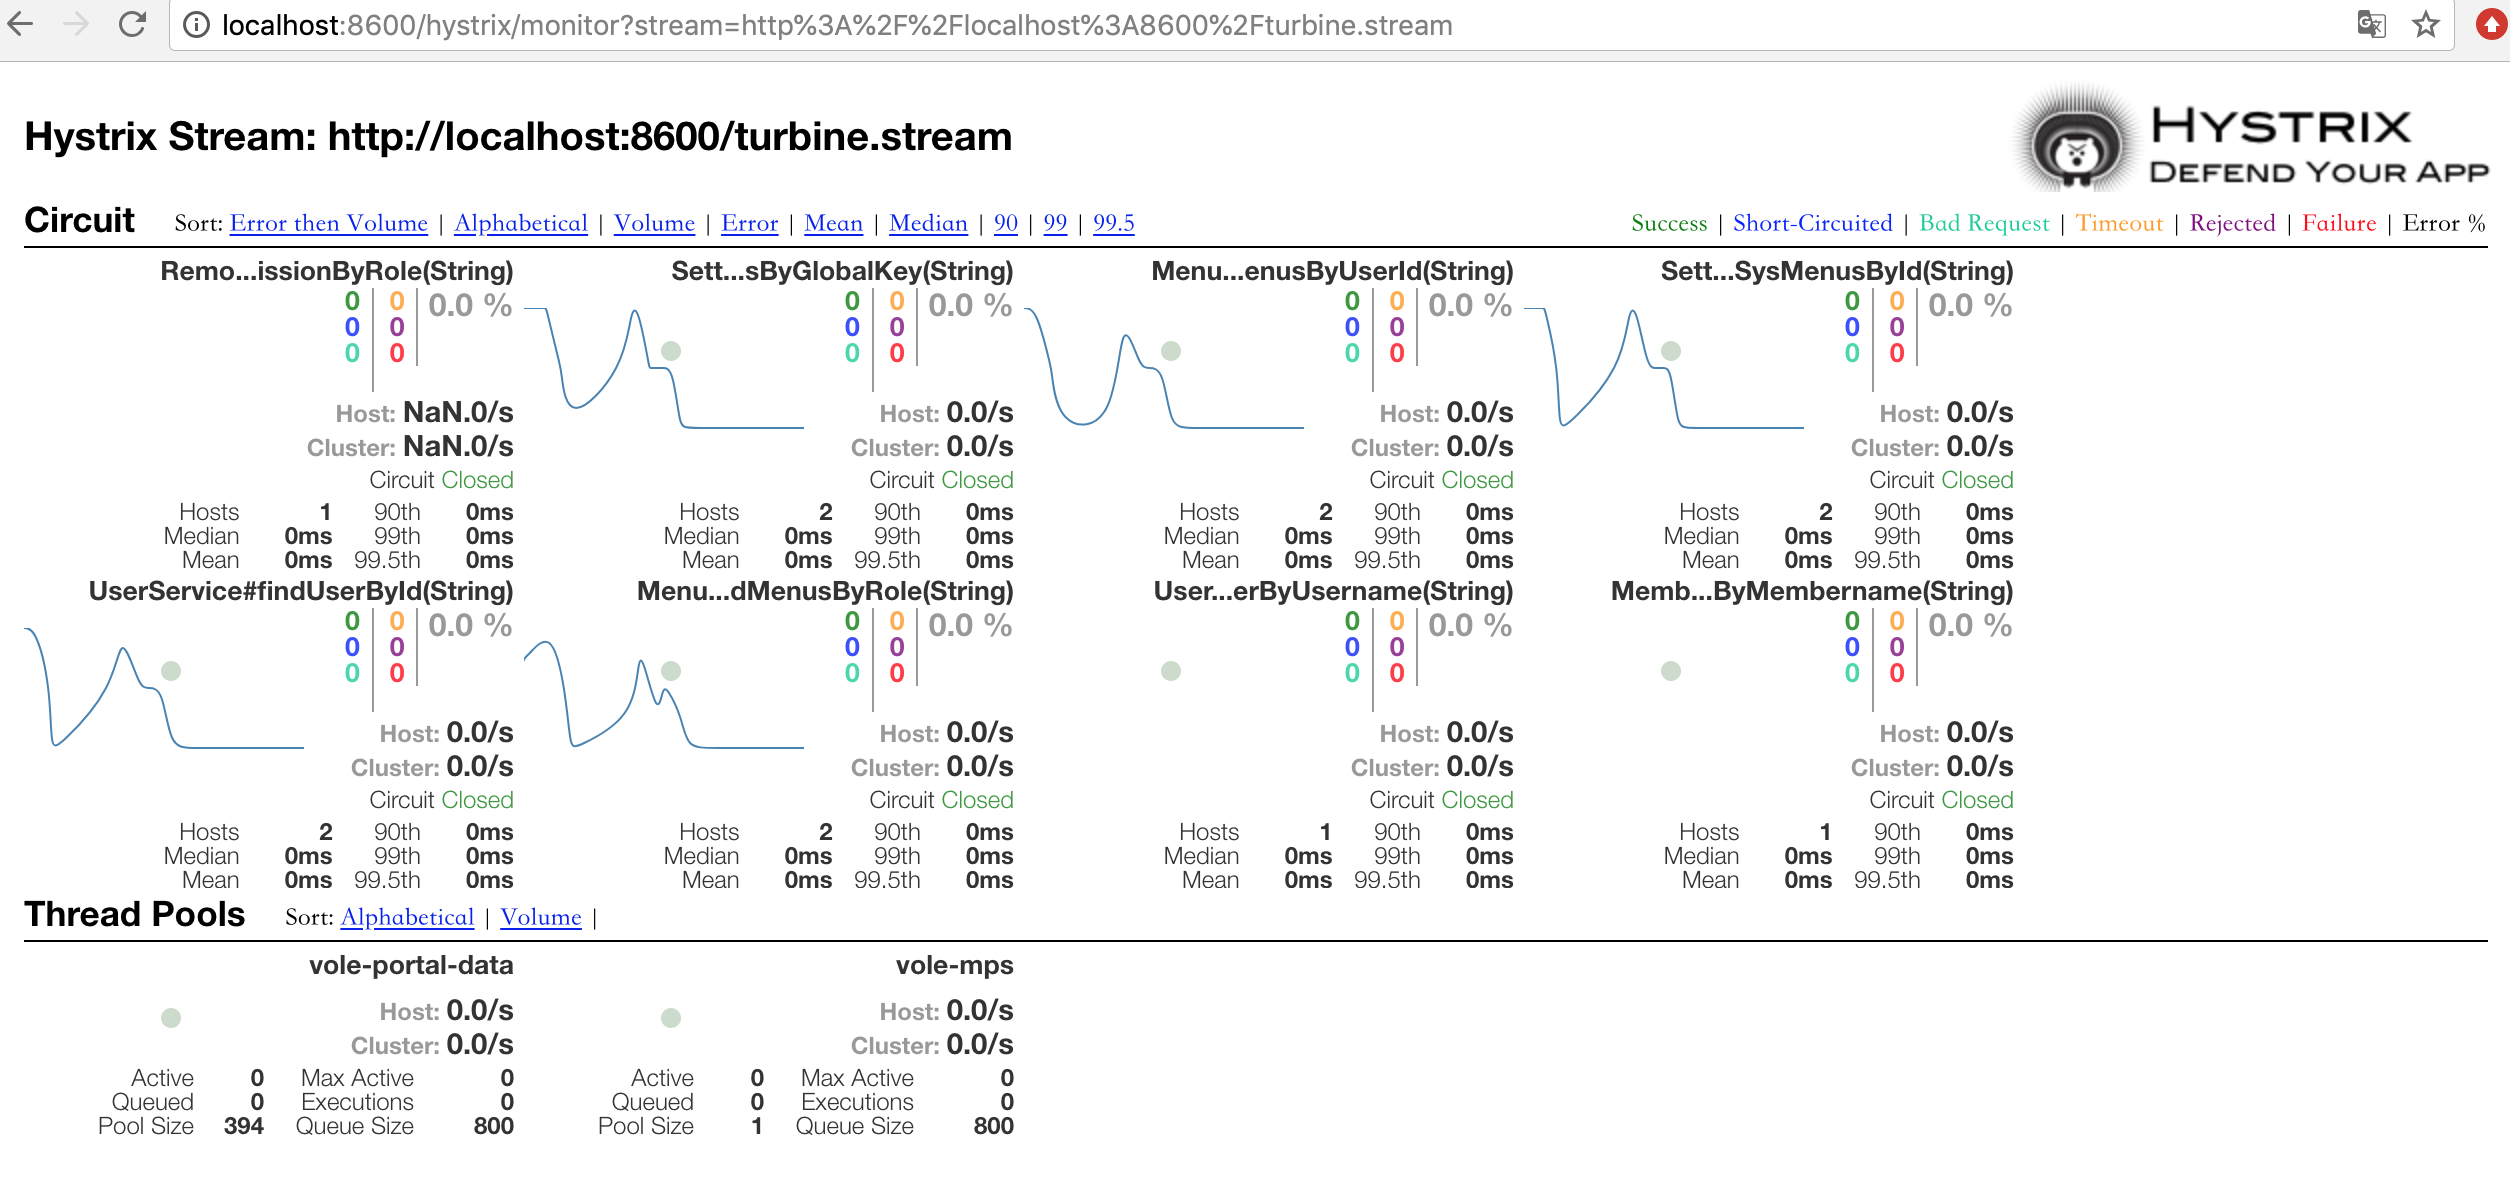 localhost:8600/hystrix/monitor?stream=http%3A%2F%2Flocalhost%3A8600%2Fturbine.stream
Hystrix Stream: http://localhost:8600/turbine.stream
HYSTRIX
DEFEND YOUR APP
Circuit Sort: Error then Volume | Alphabetical | Volume | Error | Mean | Median | 90 | 99 | 99.5
Success | Short-Circuited | Bad Request | Timeout | Rejected | Failure | Error %
Remo...issionByRole(String)
0 0 0.0 %
0 0
0 0
Host: NaN.0/s
Cluster: NaN.0/s
Circuit Closed
Hosts 1 90th 0ms
Median 0ms 99th 0ms
Mean 0ms 99.5th 0ms
Sett...sByGlobalKey(String)
0 0 0.0 %
0 0
0 0
Host: 0.0/s
Cluster: 0.0/s
Circuit Closed
Hosts 2 90th 0ms
Median 0ms 99th 0ms
Mean 0ms 99.5th 0ms
Menu...enusByUserId(String)
0 0 0.0 %
0 0
0 0
Host: 0.0/s
Cluster: 0.0/s
Circuit Closed
Hosts 2 90th 0ms
Median 0ms 99th 0ms
Mean 0ms 99.5th 0ms
Sett...SysMenusById(String)
0 0 0.0 %
0 0
0 0
Host: 0.0/s
Cluster: 0.0/s
Circuit Closed
Hosts 2 90th 0ms
Median 0ms 99th 0ms
Mean 0ms 99.5th 0ms
UserService#findUserById(String)
0 0 0.0 %
0 0
0 0
Host: 0.0/s
Cluster: 0.0/s
Circuit Closed
Hosts 2 90th 0ms
Median 0ms 99th 0ms
Mean 0ms 99.5th 0ms
Menu...dMenusByRole(String)
0 0 0.0 %
0 0
0 0
Host: 0.0/s
Cluster: 0.0/s
Circuit Closed
Hosts 2 90th 0ms
Median 0ms 99th 0ms
Mean 0ms 99.5th 0ms
User...erByUsername(String)
0 0 0.0 %
0 0
0 0
Host: 0.0/s
Cluster: 0.0/s
Circuit Closed
Hosts 1 90th 0ms
Median 0ms 99th 0ms
Mean 0ms 99.5th 0ms
Memb...ByMembername(String)
0 0 0.0 %
0 0
0 0
Host: 0.0/s
Cluster: 0.0/s
Circuit Closed
Hosts 1 90th 0ms
Median 0ms 99th 0ms
Mean 0ms 99.5th 0ms
Thread Pools Sort: Alphabetical | Volume |
vole-portal-data
Host: 0.0/s
Cluster: 0.0/s
Active 0 Max Active 0
Queued 0 Executions 0
Pool Size 394 Queue Size 800
vole-mps
Host: 0.0/s
Cluster: 0.0/s
Active 0 Max Active 0
Queued 0 Executions 0
Pool Size 1 Queue Size 800